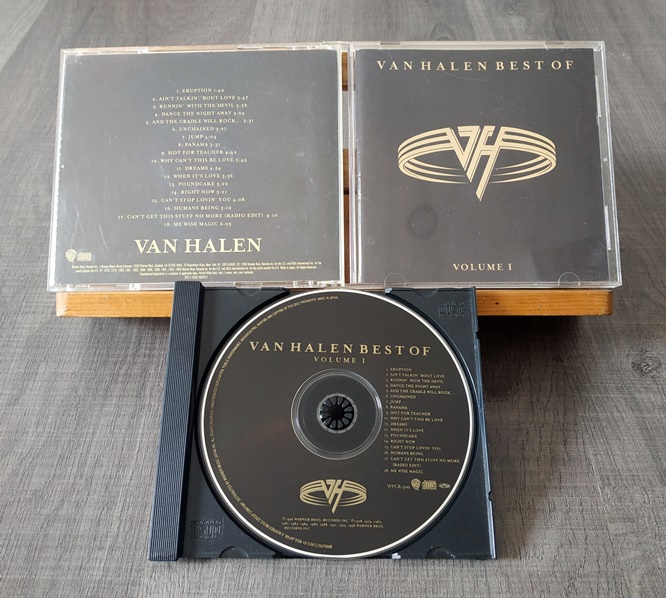 1. ERUPTION 1:42
2. AIN'T TALKIN' 'BOUT LOVE 3:47
3. RUNNIN' WITH THE DEVIL 3:36
4. DANCE THE NIGHT AWAY 3:04
5. AND THE CRADLE WILL ROCK... 3:31
6. UNCHAINED 3:27
7. JUMP 4:04
8. PANAMA 3:31
9. HOT FOR TEACHER 4:42
10. WHY CAN'T THIS BE LOVE 3:45
11. DREAMS 4:54
12. WHEN IT'S LOVE 5:36
13. POUNDCAKE 5:22
14. RIGHT NOW 5:21
15. CAN'T STOP LOVIN' YOU 4:08
16. HUMANS BEING 5:10
17. CAN'T GET THIS STUFF NO MORE (RADIO EDIT) 4:10
18. ME WISE MAGIC 6:05
VAN HALEN
VAN HALEN BEST OF
VH
VOLUME I
VAN HALEN BEST OF
VOLUME I
1. ERUPTION
2. AIN'T TALKIN' 'BOUT LOVE
3. RUNNIN' WITH THE DEVIL
4. DANCE THE NIGHT AWAY
5. AND THE CRADLE WILL ROCK...
6. UNCHAINED
7. JUMP
8. PANAMA
9. HOT FOR TEACHER
10. WHY CAN'T THIS BE LOVE
11. DREAMS
12. WHEN IT'S LOVE
13. POUNDCAKE
14. RIGHT NOW
15. CAN'T STOP LOVIN' YOU
16. HUMANS BEING
17. CAN'T GET THIS STUFF NO MORE
(RADIO EDIT)
18. ME WISE MAGIC
VH